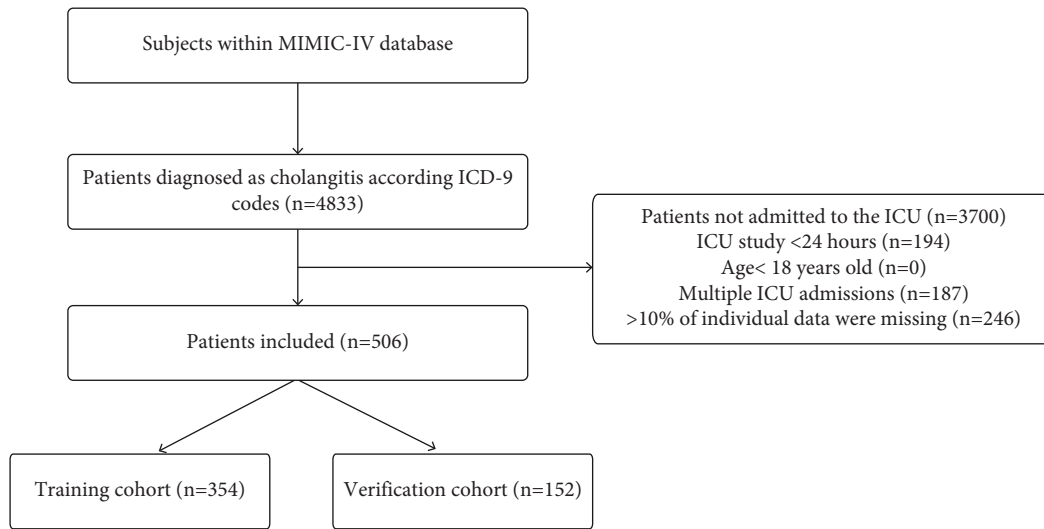 Subjects within MIMIC-IV database
Patients diagnosed as cholangitis according ICD-9
codes (n=4833)
Patients not admitted to the ICU (n=3700)
ICU study <24 hours (n=194)
Age< 18 years old (n=0)
Multiple ICU admissions (n=187)
>10% of individual data were missing (n=246)
Patients included (n=506)
Training cohort (n=354)
Verification cohort (n=152)